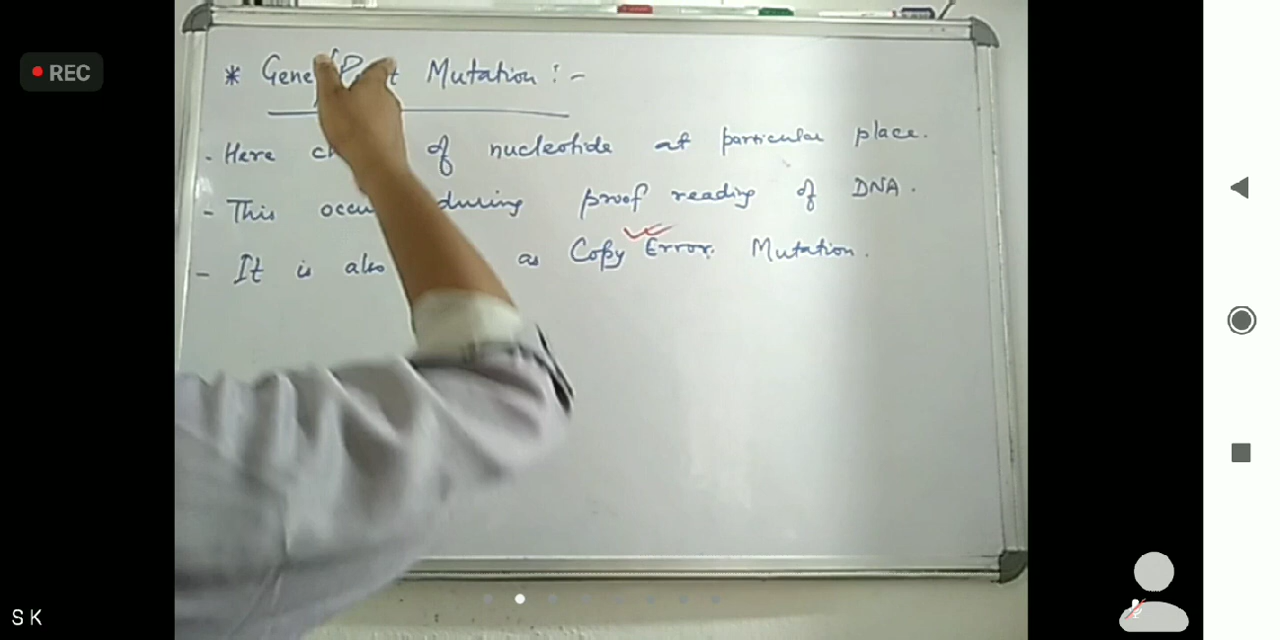 REC
* Gene/ Mutation :-
- Here of nucleotide at particular place.
- This during proof reading of DNA.
- It is also as Copy Error Mutation.
S K